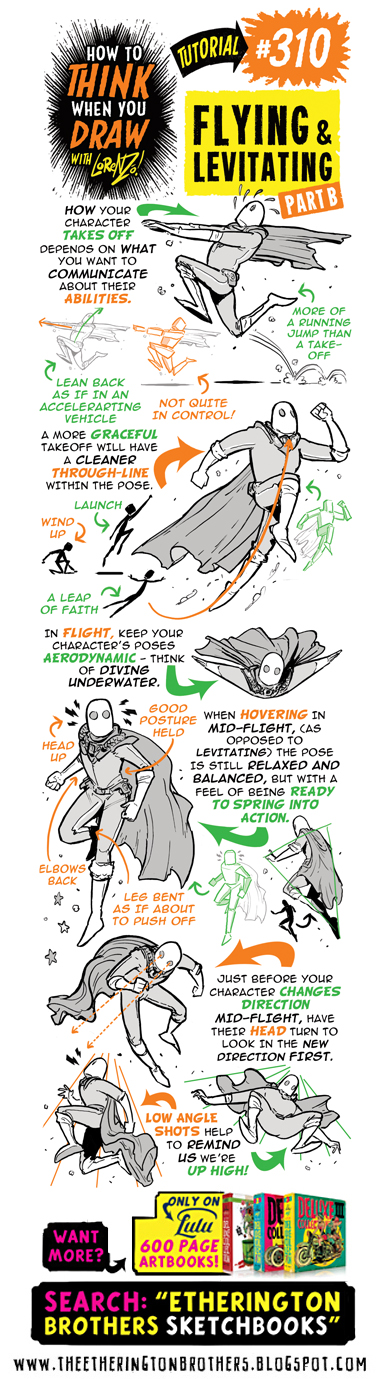 HOW TO
THINK
WHEN YOU
DRAW
WITH LORENZO!
TUTORIAL
#310
FLYING &
LEVITATING
PART B
HOW YOUR
CHARACTER
TAKES OFF
DEPENDS ON WHAT
YOU WANT TO
COMMUNICATE
ABOUT THEIR
ABILITIES.
MORE OF
A RUNNING
JUMP THAN
A TAKE-
OFF
LEAN BACK
AS IF IN AN
ACCELERARTING
VEHICLE
NOT QUITE
IN CONTROL!
A MORE GRACEFUL
TAKEOFF WILL HAVE
A CLEANER
THROUGH-LINE
WITHIN THE POSE.
LAUNCH
WIND
UP
A LEAP
OF FAITH
IN FLIGHT, KEEP YOUR
CHARACTER'S POSES
AERODYNAMIC - THINK
OF DIVING
UNDERWATER.
GOOD
POSTURE
HELD
HEAD
UP
ELBOWS
BACK
LEG BENT
AS IF ABOUT
TO PUSH OFF
WHEN HOVERING IN
MID-FLIGHT, (AS
OPPOSED TO
LEVITATING) THE POSE
IS STILL RELAXED AND
BALANCED, BUT WITH A
FEEL OF BEING READY
TO SPRING INTO
ACTION.
JUST BEFORE YOUR
CHARACTER CHANGES
DIRECTION
MID-FLIGHT, HAVE
THEIR HEAD TURN TO
LOOK IN THE NEW
DIRECTION FIRST.
LOW ANGLE
SHOTS HELP
TO REMIND
US WE'RE
UP HIGH!
WANT
MORE?
ONLY ON
Lulu
600 PAGE
ARTBOOKS!
SEARCH: "ETHERINGTON
BROTHERS SKETCHBOOKS"
WWW.THEETHERINGTONBROTHERS.BLOGSPOT.COM